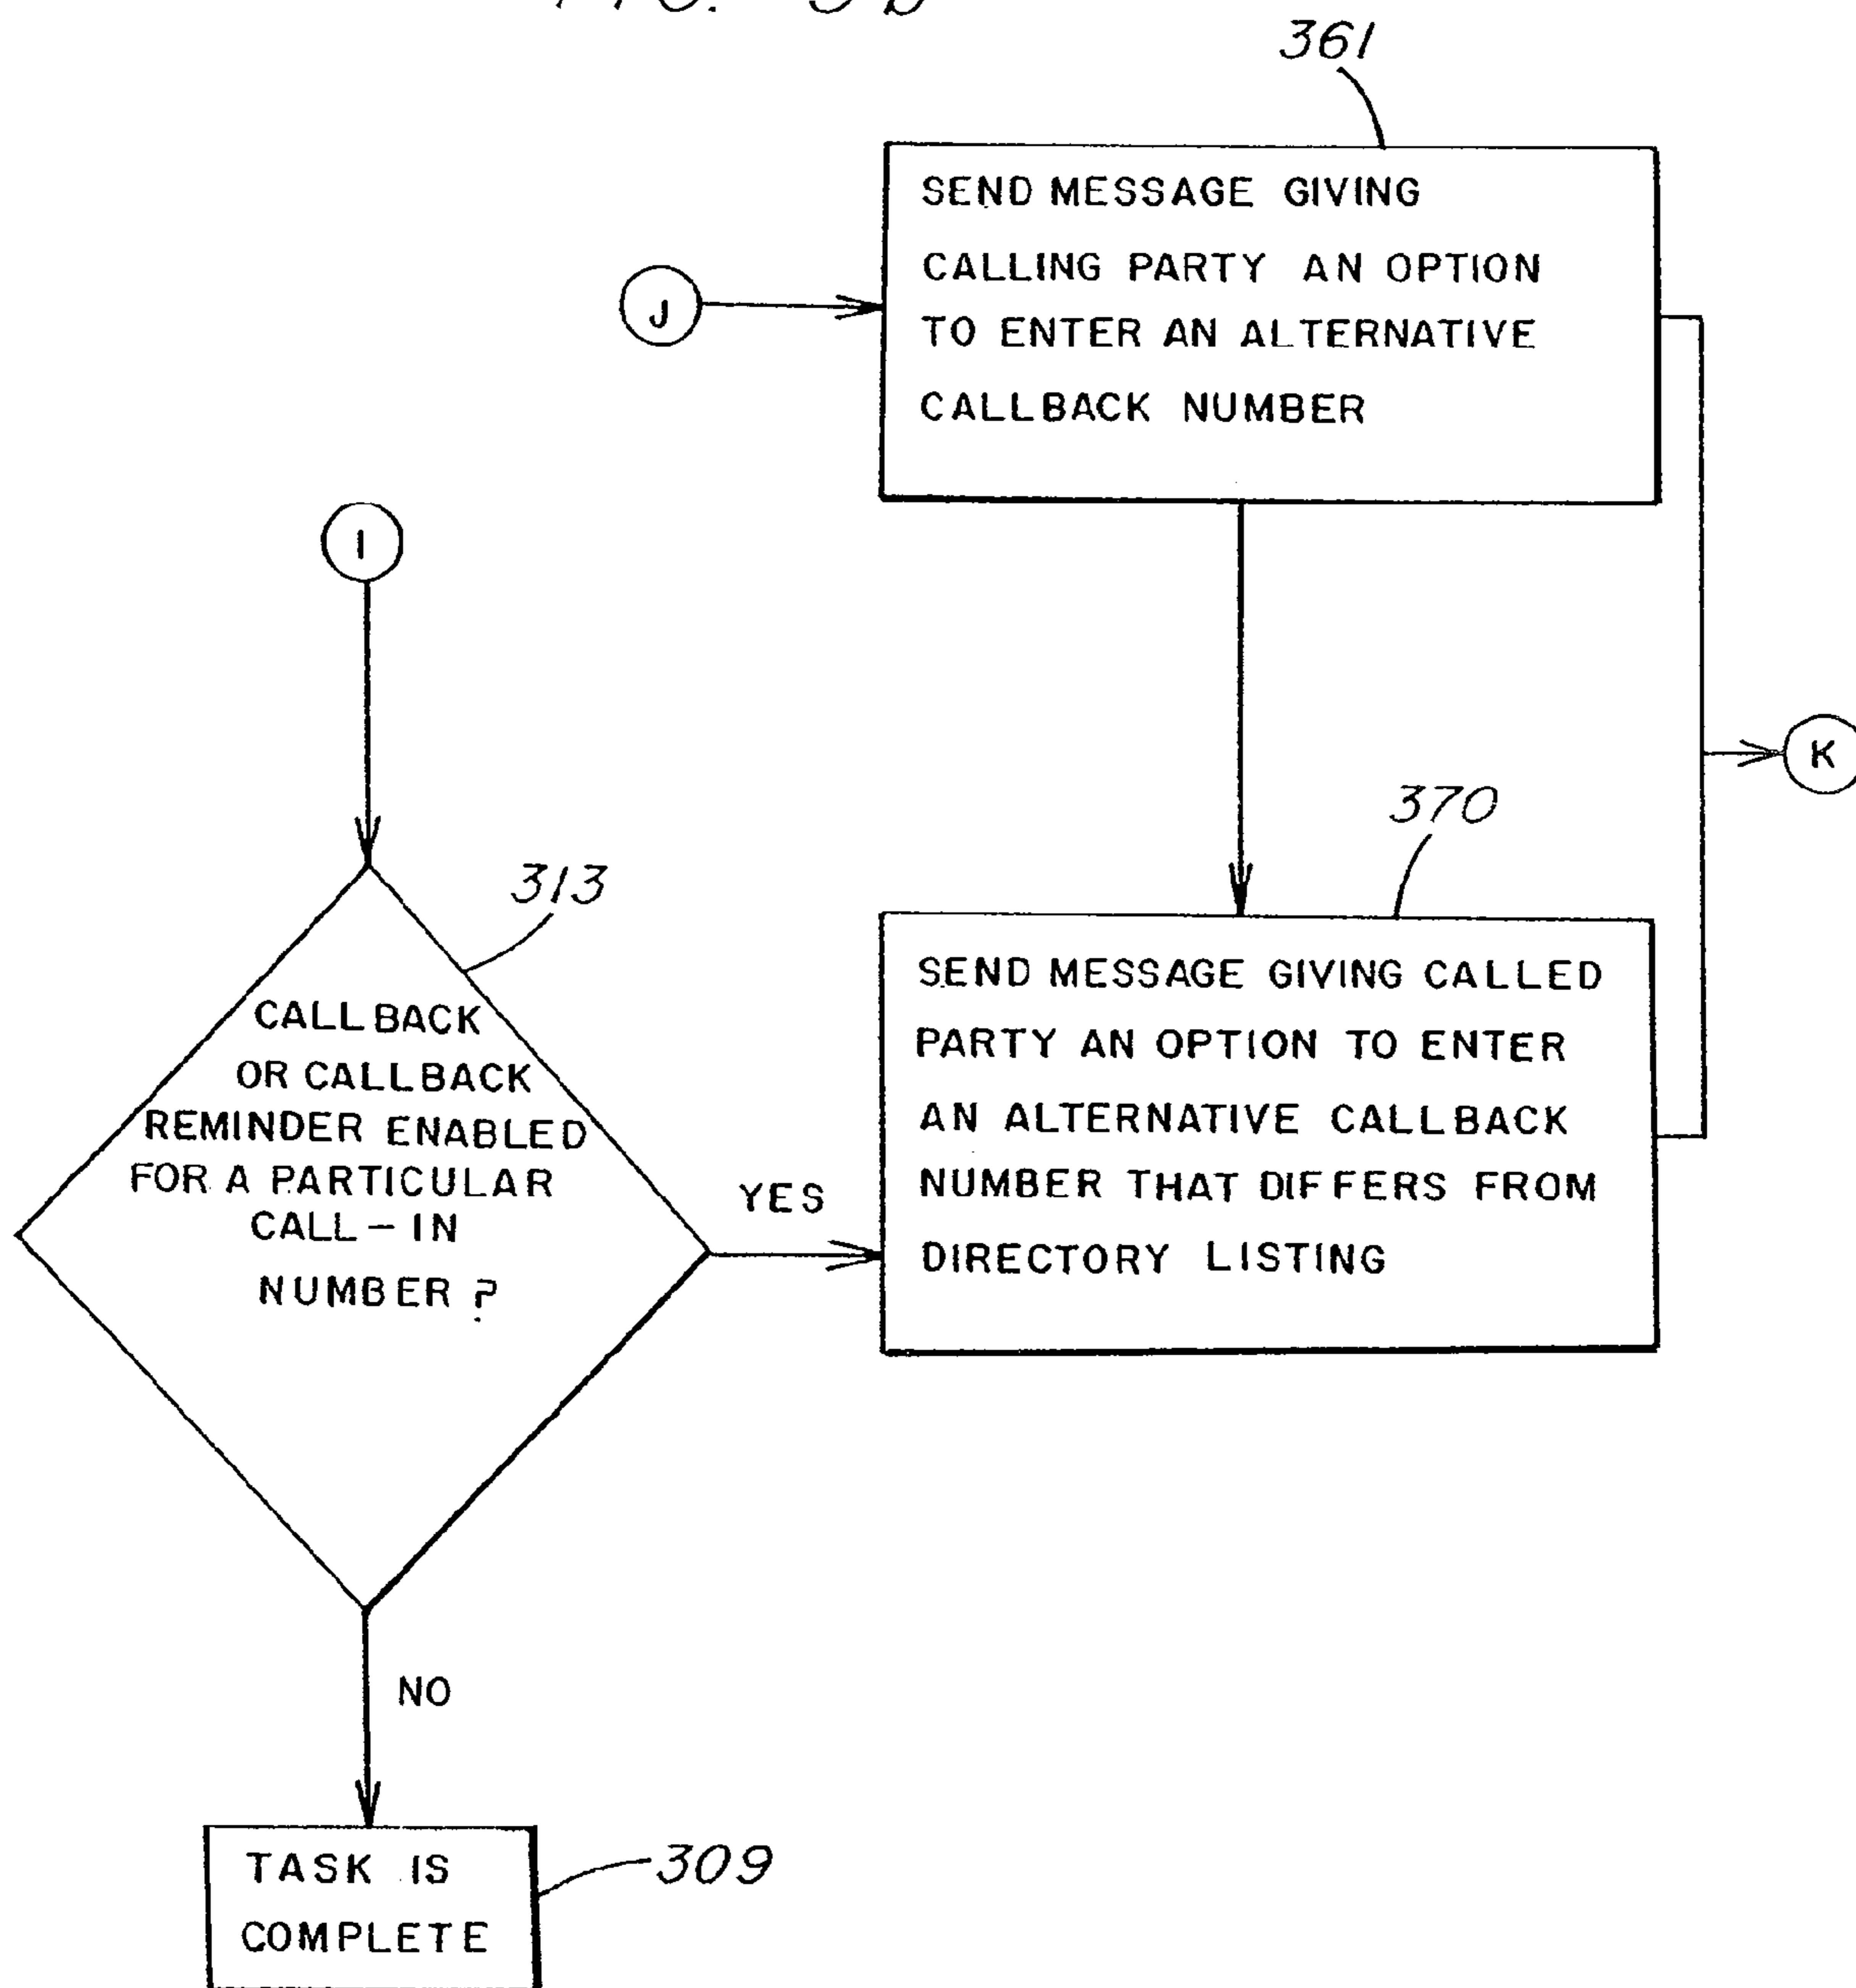 361
SEND MESSAGE GIVING
CALLING PARTY AN OPTION
TO ENTER AN ALTERNATIVE
CALLBACK NUMBER
J
I
K
370
313
CALLBACK
OR CALLBACK
REMINDER ENABLED
FOR A PARTICULAR
CALL-IN
NUMBER?
YES
SEND MESSAGE GIVING CALLED
PARTY AN OPTION TO ENTER
AN ALTERNATIVE CALLBACK
NUMBER THAT DIFFERS FROM
DIRECTORY LISTING
NO
TASK IS
COMPLETE
309